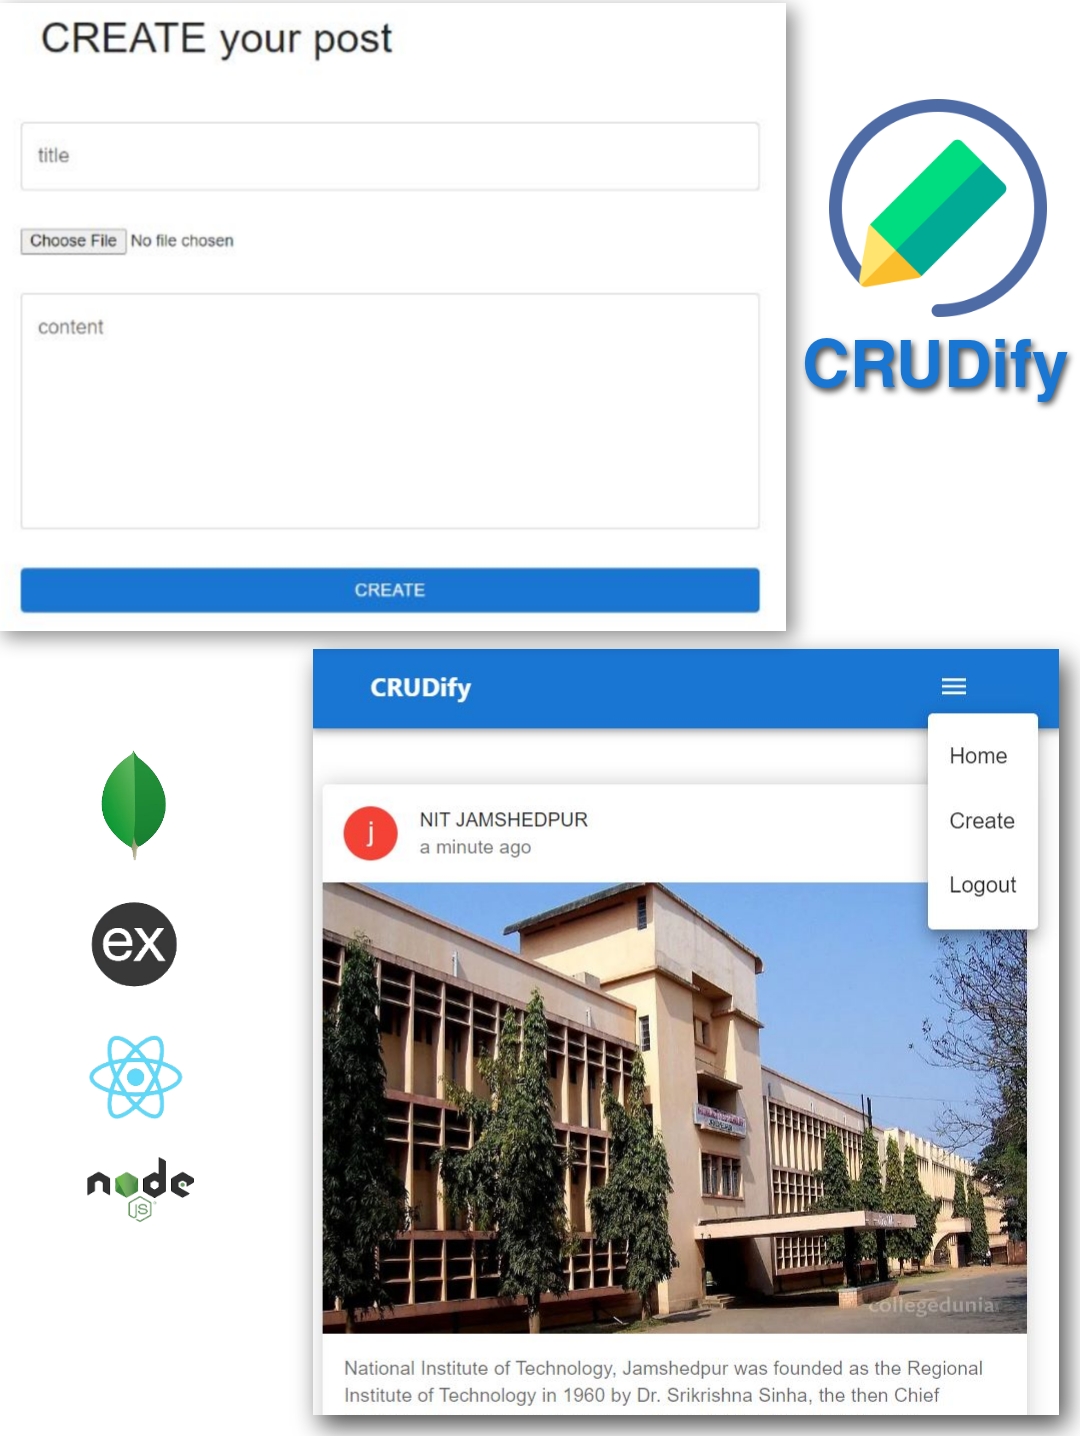 CREATE your post
title
Choose File No file chosen
content
CREATE
CRUDify
CRUDify
Home
Create
Logout
j
NIT JAMSHEDPUR
a minute ago
collegedunia
National Institute of Technology, Jamshedpur was founded as the Regional
Institute of Technology in 1960 by Dr. Srikrishna Sinha, the then Chief
ex
node
JS